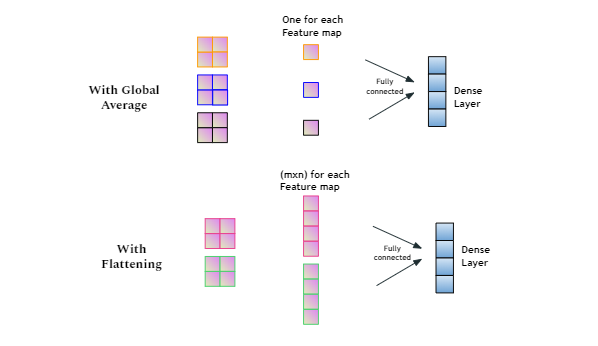 One for each
Feature map
With Global
Average
Fully
connected
Dense
Layer
(mxn) for each
Feature map
With
Flattening
Fully
connected
Dense
Layer